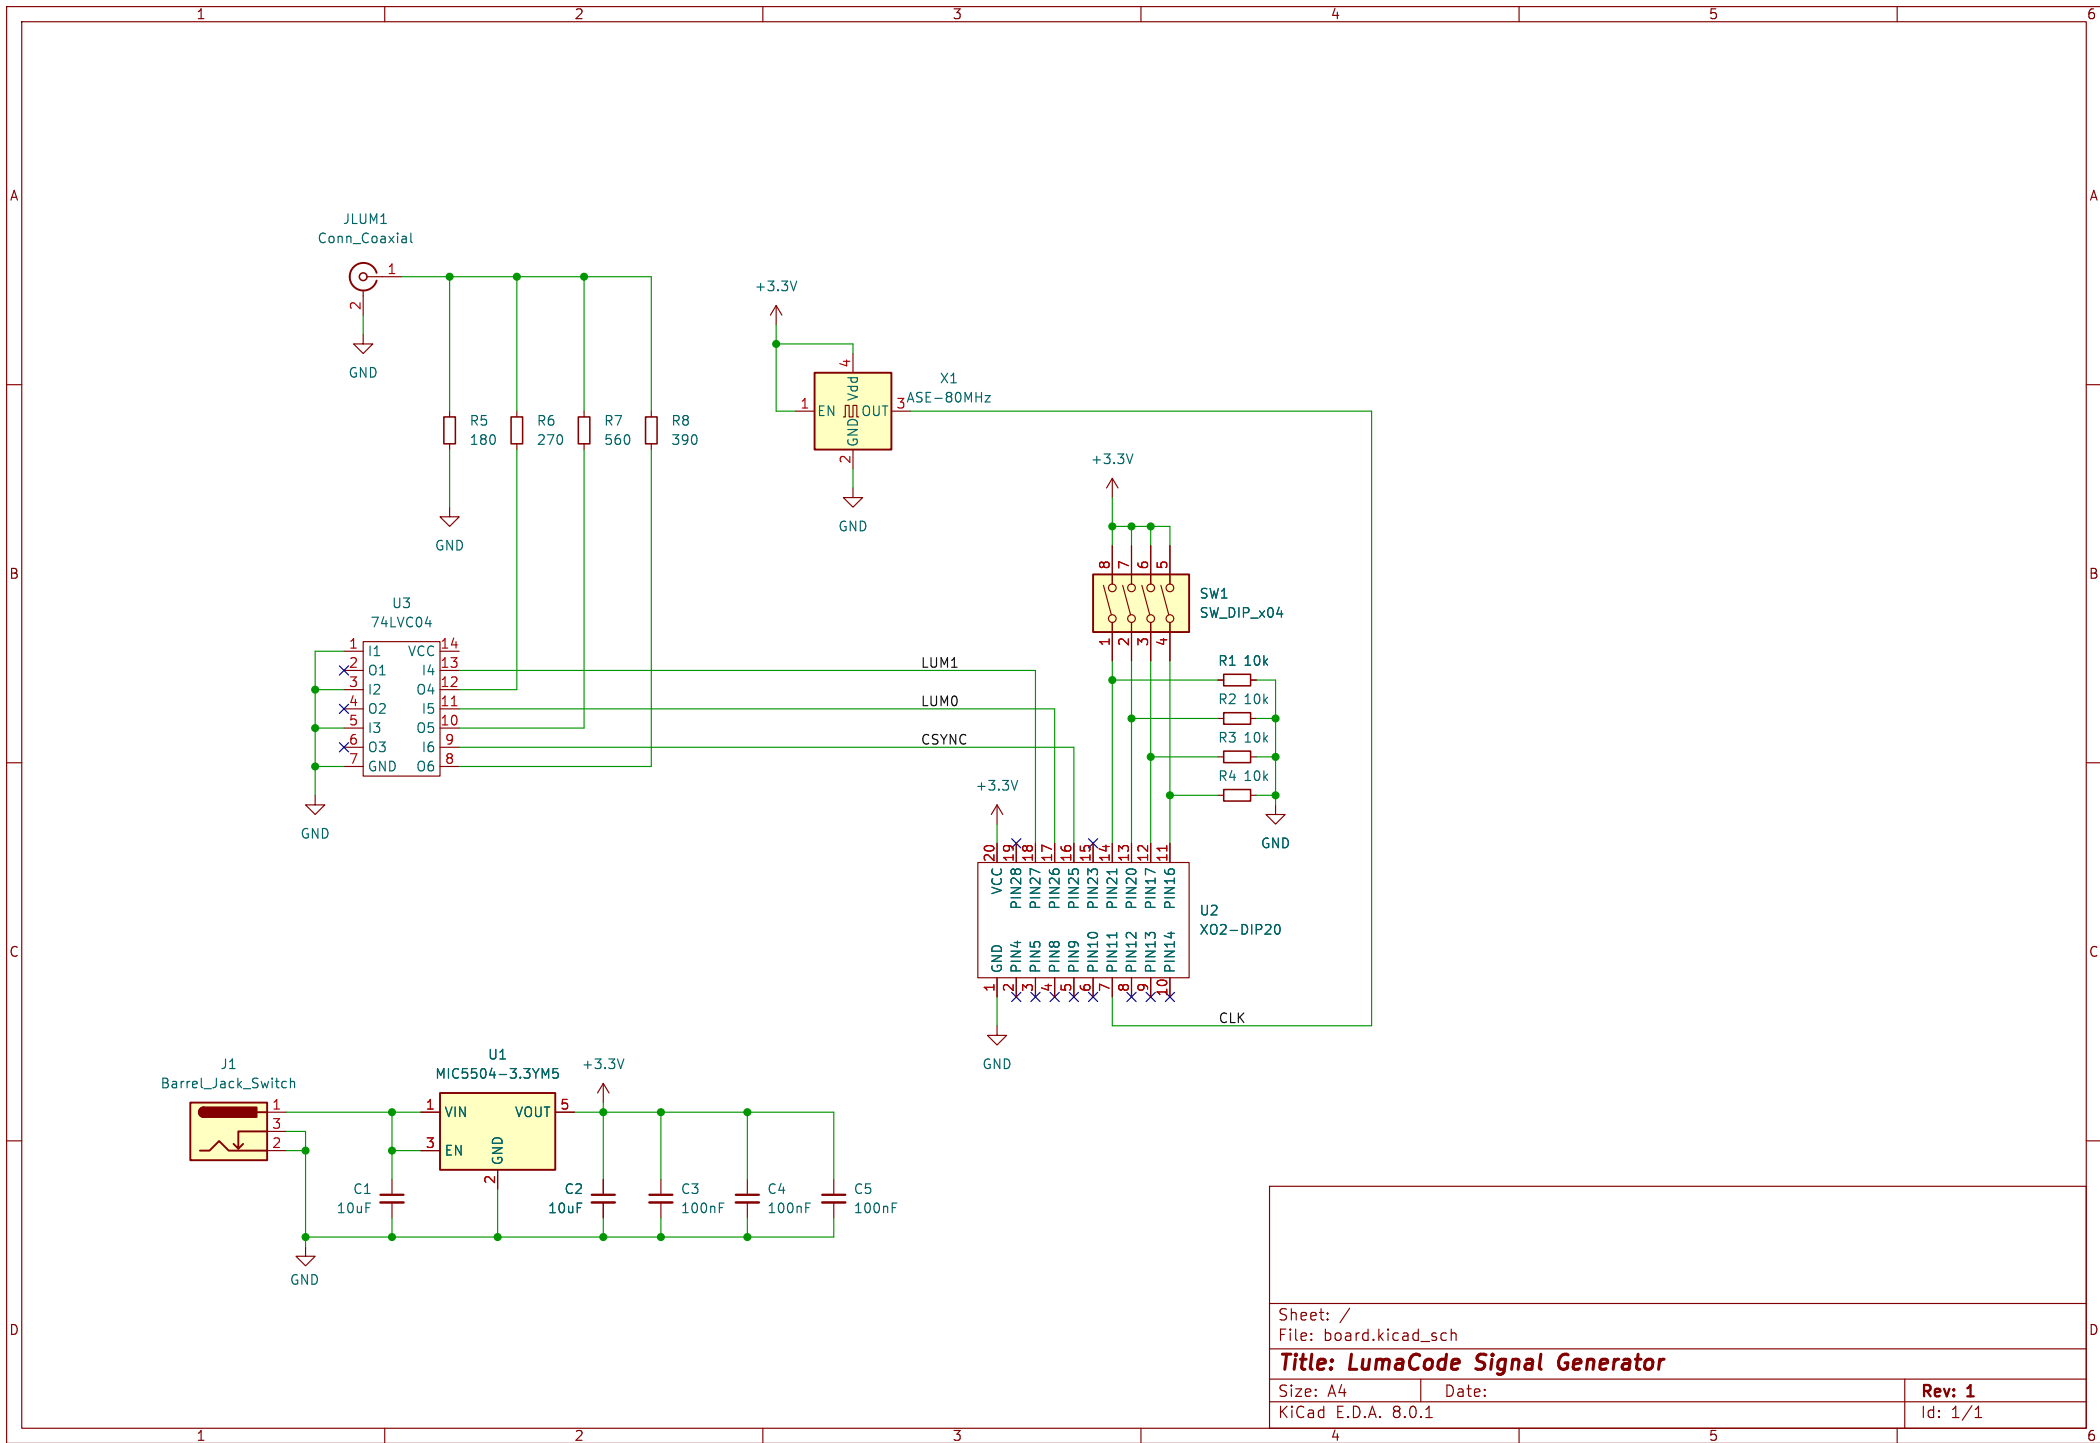 1 2 3 4 5 6
A A
B B
C C
D D
JLUM1
Conn_Coaxial
1
2
GND
R5
180
R6
270
R7
560
R8
390
GND
+3.3V
X1
ASE-80MHz
1 EN
4 Vdd
OUT 3
GND 2
GND
+3.3V
8 7 6 5
SW1
SW_DIP_x04
1 2 3 4
R1 10k
R2 10k
R3 10k
R4 10k
GND
U3
74LVC04
1 I1 VCC 14
2 O1 I4 13
3 I2 O4 12
4 O2 I5 11
5 I3 O5 10
6 O3 I6 9
7 GND O6 8
GND
LUM1
LUM0
CSYNC
+3.3V
20 19 18 17 16 15 14 13 12 11
VCC PIN28 PIN27 PIN26 PIN25 PIN23 PIN21 PIN20 PIN17 PIN16
U2
XO2-DIP20
GND PIN4 PIN5 PIN8 PIN9 PIN10 PIN11 PIN12 PIN13 PIN14
1 2 3 4 5 6 7 8 9 10
CLK
GND
J1
Barrel_Jack_Switch
1
3
2
U1
MIC5504-3.3YM5
1 VIN VOUT 5
3 EN
GND
2
+3.3V
C1
10uF
C2
10uF
C3
100nF
C4
100nF
C5
100nF
GND
Sheet: /
File: board.kicad_sch
Title: LumaCode Signal Generator
Size: A4 Date: Rev: 1
KiCad E.D.A. 8.0.1 Id: 1/1
1 2 3 4 5 6